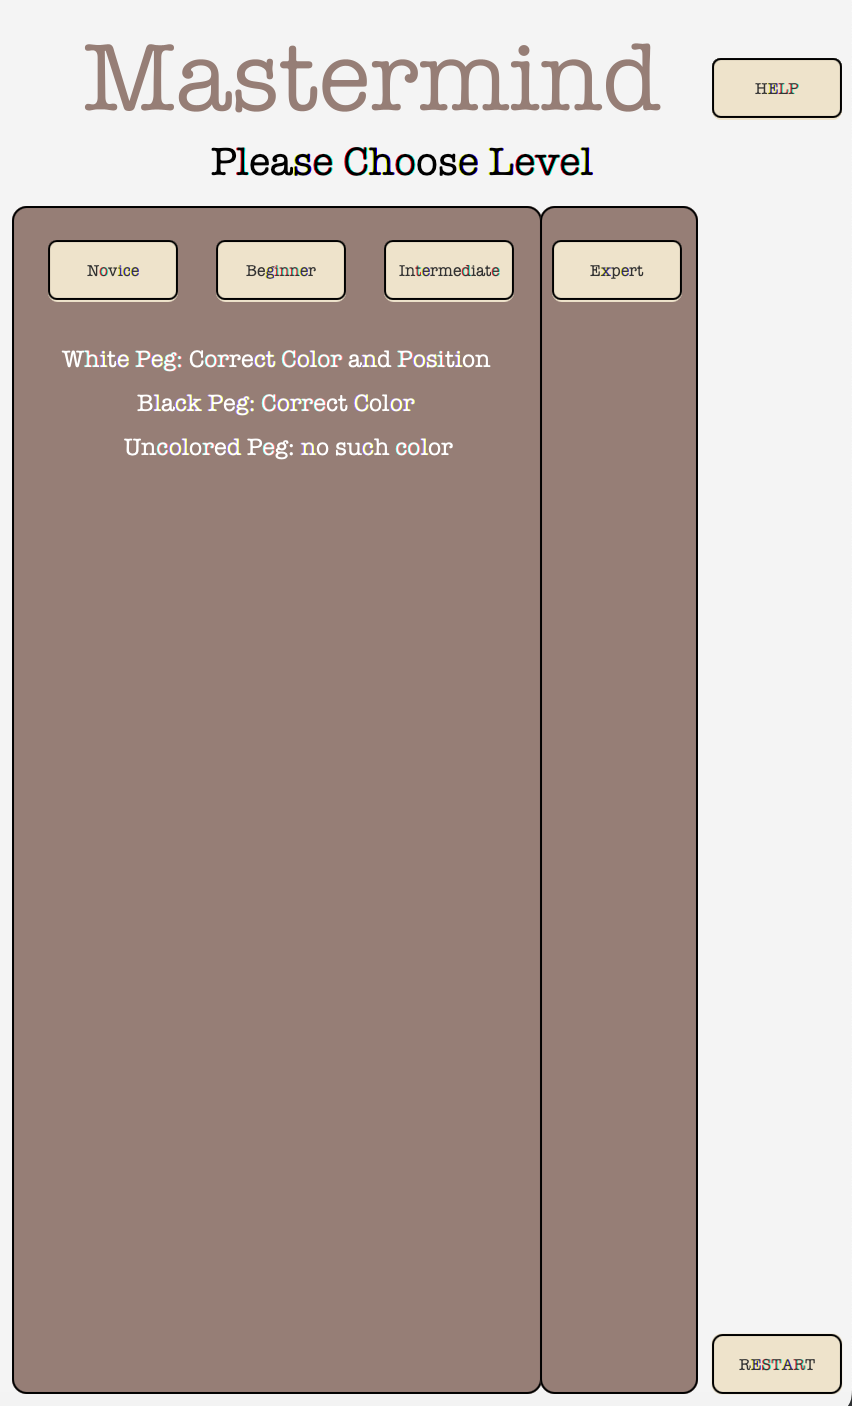 Mastermind
HELP
Please Choose Level
Novice
Beginner
Intermediate
Expert
White Peg: Correct Color and Position
Black Peg: Correct Color
Uncolored Peg: no such color
RESTART